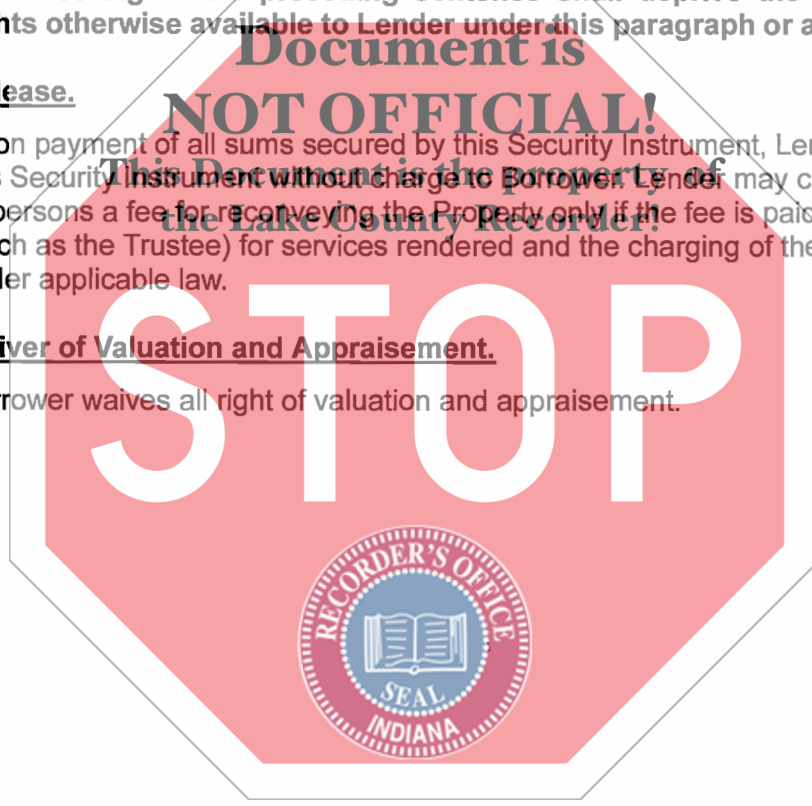 hts otherwise available to Lender under this paragraph or a
Document is
ease.
NOT OFFICIAL!
on payment of all sums secured by this Security Instrument, Len
This Document is the property of
s Security Instrument without charge to Borrower. Lender may c
persons a fee for reconveying the Property only if the fee is paid
the Lake County Recorder!
ch as the Trustee) for services rendered and the charging of the
er applicable law.
STOP
iver of Valuation and Appraisement.
rrower waives all right of valuation and appraisement.
RECORDER'S OFFICE
SEAL
INDIANA